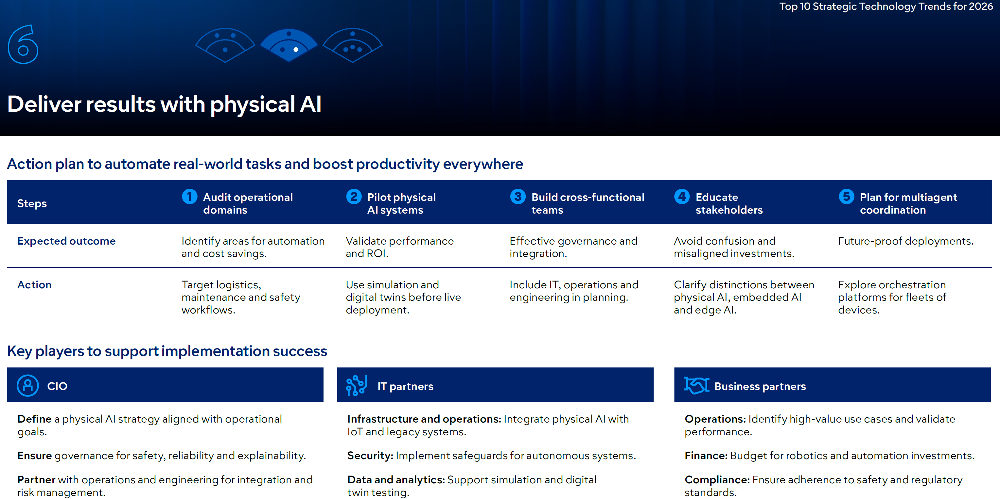 Top 10 Strategic Technology Trends for 2026
6
Deliver results with physical AI
Action plan to automate real-world tasks and boost productivity everywhere
Steps
1 Audit operational
domains
2 Pilot physical
AI systems
3 Build cross-functional
teams
4 Educate
stakeholders
5 Plan for multiagent
coordination
Expected outcome
Identify areas for automation
and cost savings.
Validate performance
and ROI.
Effective governance and
integration.
Avoid confusion and
misaligned investments.
Future-proof deployments.
Action
Target logistics,
maintenance and safety
workflows.
Use simulation and
digital twins before live
deployment.
Include IT, operations and
engineering in planning.
Clarify distinctions between
physical AI, embedded AI
and edge AI.
Explore orchestration
platforms for fleets of
devices.
Key players to support implementation success
CIO
Define a physical AI strategy aligned with operational
goals.
Ensure governance for safety, reliability and explainability.
Partner with operations and engineering for integration and
risk management.
IT partners
Infrastructure and operations: Integrate physical AI with
IoT and legacy systems.
Security: Implement safeguards for autonomous systems.
Data and analytics: Support simulation and digital
twin testing.
Business partners
Operations: Identify high-value use cases and validate
performance.
Finance: Budget for robotics and automation investments.
Compliance: Ensure adherence to safety and regulatory
standards.